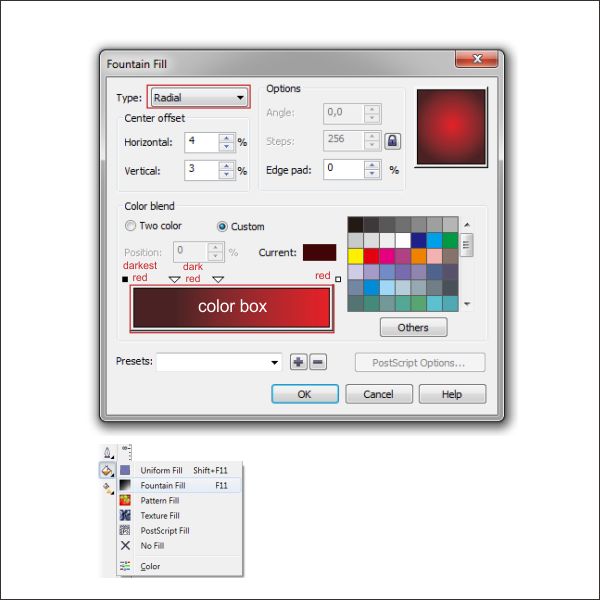 Fountain Fill
Type: Radial
Center offset
Horizontal: 4 %
Vertical: 3 %
Options
Angle: 0,0
Steps: 256
Edge pad: 0 %
Color blend
Two color Custom
Position: 0 % Current:
darkest red
dark red
red
color box
Others
Presets:
PostScript Options...
OK Cancel Help
Uniform Fill Shift+F11
Fountain Fill F11
Pattern Fill
Texture Fill
PostScript Fill
No Fill
Color